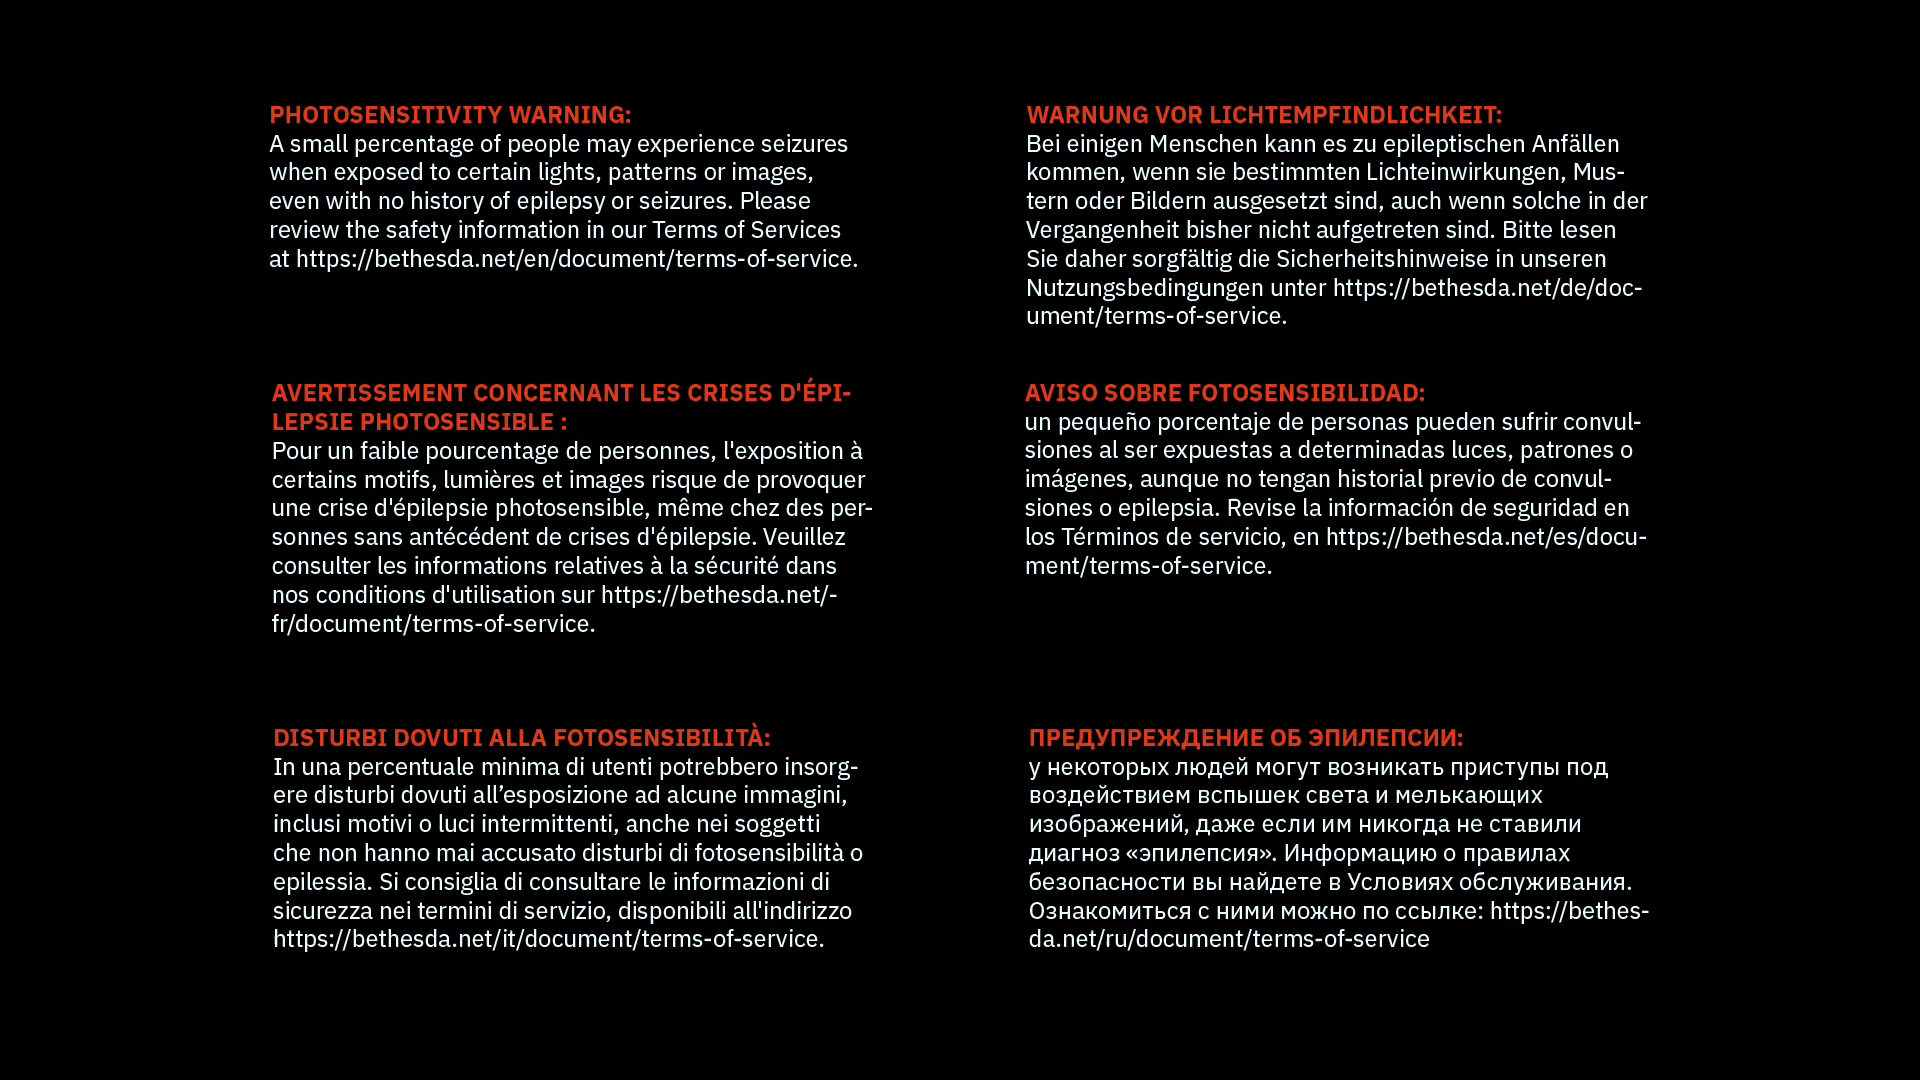 PHOTOSENSITIVITY WARNING:
A small percentage of people may experience seizures
when exposed to certain lights, patterns or images,
even with no history of epilepsy or seizures. Please
review the safety information in our Terms of Services
at https://bethesda.net/en/document/terms-of-service.
WARNUNG VOR LICHTEMPFINDLICHKEIT:
Bei einigen Menschen kann es zu epileptischen Anfällen
kommen, wenn sie bestimmten Lichteinwirkungen, Mus-
tern oder Bildern ausgesetzt sind, auch wenn solche in der
Vergangenheit bisher nicht aufgetreten sind. Bitte lesen
Sie daher sorgfältig die Sicherheitshinweise in unseren
Nutzungsbedingungen unter https://bethesda.net/de/doc-
ument/terms-of-service.
AVERTISSEMENT CONCERNANT LES CRISES D'ÉPI-
LEPSIE PHOTOSENSIBLE :
Pour un faible pourcentage de personnes, l'exposition à
certains motifs, lumières et images risque de provoquer
une crise d'épilepsie photosensible, même chez des per-
sonnes sans antécédent de crises d'épilepsie. Veuillez
consulter les informations relatives à la sécurité dans
nos conditions d'utilisation sur https://bethesda.net/-
fr/document/terms-of-service.
AVISO SOBRE FOTOSENSIBILIDAD:
un pequeño porcentaje de personas pueden sufrir convul-
siones al ser expuestas a determinadas luces, patrones o
imágenes, aunque no tengan historial previo de convul-
siones o epilepsia. Revise la información de seguridad en
los Términos de servicio, en https://bethesda.net/es/docu-
ment/terms-of-service.
DISTURBI DOVUTI ALLA FOTOSENSIBILITÀ:
In una percentuale minima di utenti potrebbero insorg-
ere disturbi dovuti all’esposizione ad alcune immagini,
inclusi motivi o luci intermittenti, anche nei soggetti
che non hanno mai accusato disturbi di fotosensibilità o
epilessia. Si consiglia di consultare le informazioni di
sicurezza nei termini di servizio, disponibili all'indirizzo
https://bethesda.net/it/document/terms-of-service.
ПРЕДУПРЕЖДЕНИЕ ОБ ЭПИЛЕПСИИ:
у некоторых людей могут возникать приступы под
воздействием вспышек света и мелькающих
изображений, даже если им никогда не ставили
диагноз «эпилепсия». Информацию о правилах
безопасности вы найдете в Условиях обслуживания.
Ознакомиться с ними можно по ссылке: https://bethes-
da.net/ru/document/terms-of-service